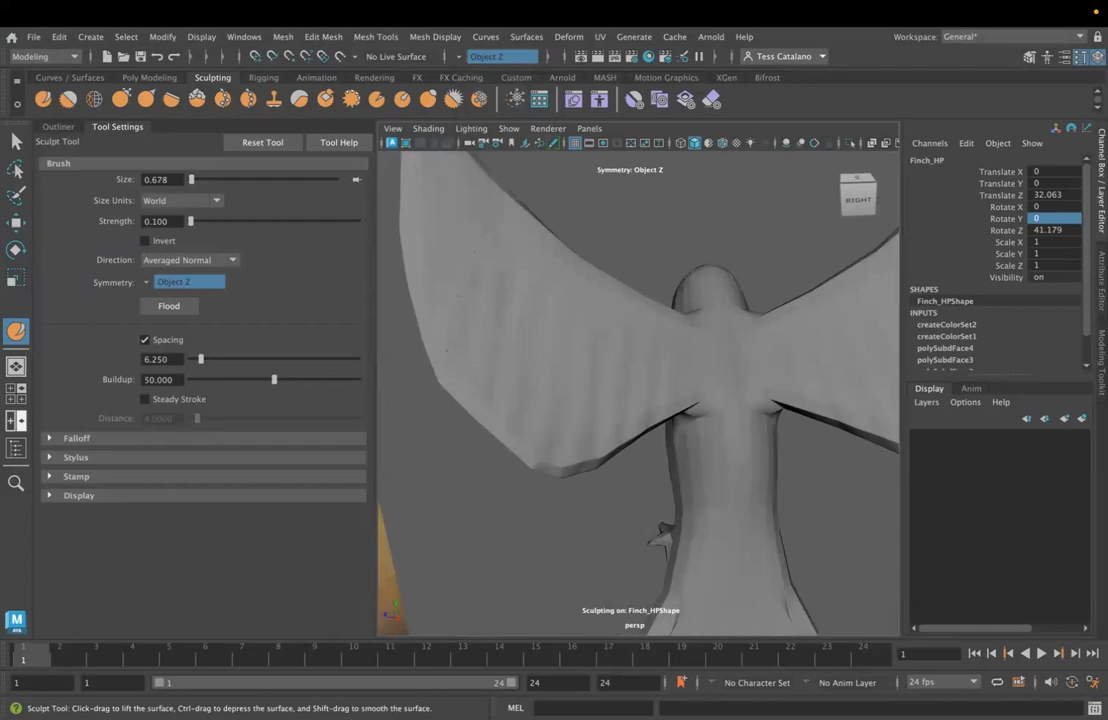 File Edit Create Select Modify Display Windows Mesh Edit Mesh Mesh Tools Mesh Display Curves Surfaces Deform UV Generate Cache Arnold Help Workspace: General*
Modeling No Live Surface Object Z Tess Catalano
Curves / Surfaces Poly Modeling Sculpting Rigging Animation Rendering FX FX Caching Custom Arnold MASH Motion Graphics XGen Bifrost
Outliner Tool Settings
Sculpt Tool Reset Tool Tool Help
Brush
Size: 0.678
Size Units: World
Strength: 0.100
Invert
Direction: Averaged Normal
Symmetry: Object Z
Flood
Spacing
6.250
Buildup: 50.000
Steady Stroke
Distance: 4.0000
Falloff
Stylus
Stamp
Display
View Shading Lighting Show Renderer Panels
Symmetry: Object Z
RIGHT
Sculpting on: Finch_HPShape
persp
Channels Edit Object Show
Finch_HP
Translate X 0
Translate Y 0
Translate Z 32.063
Rotate X 0
Rotate Y 0
Rotate Z 41.179
Scale X 1
Scale Y 1
Scale Z 1
Visibility on
SHAPES
Finch_HPShape
INPUTS
createColorSet2
createColorSet1
polySubdFace4
polySubdFace3
Display Anim
Layers Options Help
Channel Box / Layer Editor
Attribute Editor
Modeling Toolkit
1 2 3 4 5 6 7 8 9 10 11 12 13 14 15 16 17 18 19 20 21 22 23 24
1 1
1 1 1 24 24 24 No Character Set No Anim Layer 24 fps
Sculpt Tool: Click-drag to lift the surface, Ctrl-drag to depress the surface, and Shift-drag to smooth the surface. MEL